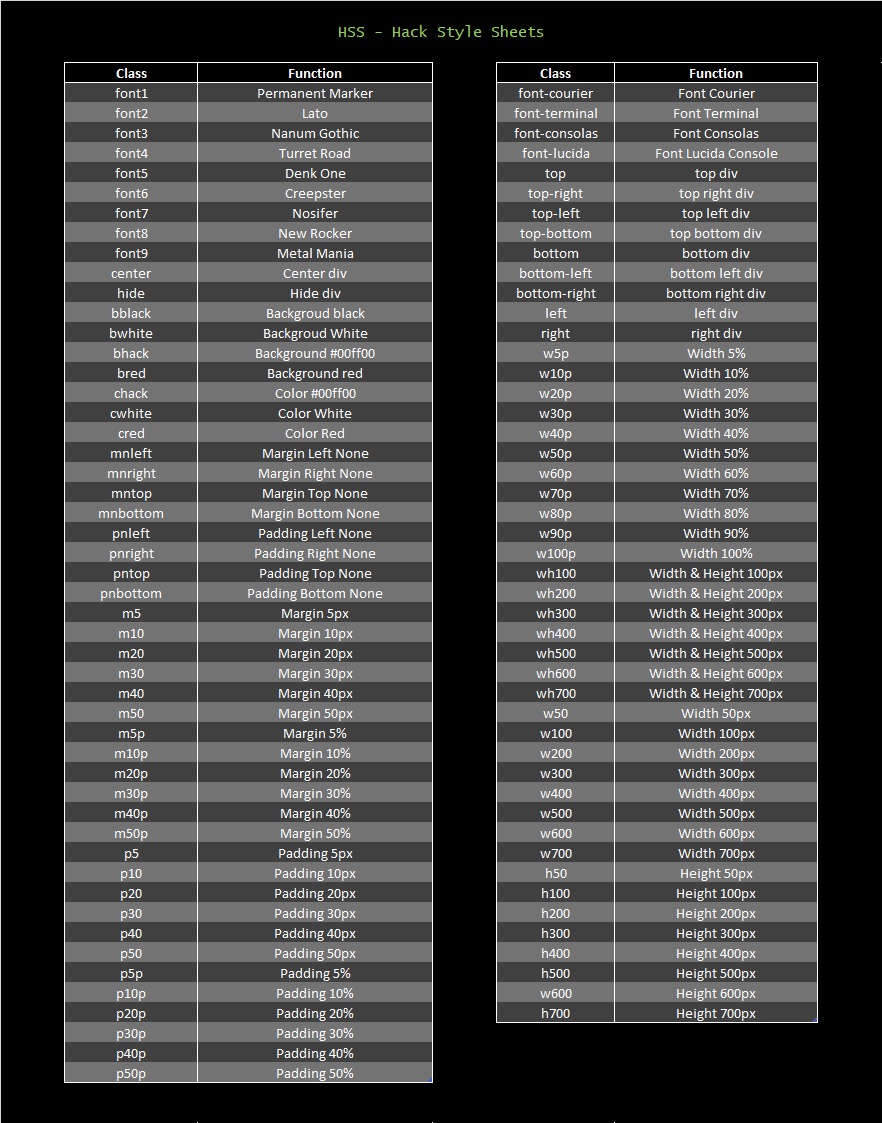 HSS - Hack Style Sheets
Class Function
font1 Permanent Marker
font2 Lato
font3 Nanum Gothic
font4 Turret Road
font5 Denk One
font6 Creepster
font7 Nosifer
font8 New Rocker
font9 Metal Mania
center Center div
hide Hide div
bblack Backgroud black
bwhite Backgroud White
bhack Background #00ff00
bred Background red
chack Color #00ff00
cwhite Color White
cred Color Red
mnleft Margin Left None
mnright Margin Right None
mntop Margin Top None
mnbottom Margin Bottom None
pnleft Padding Left None
pnright Padding Right None
pntop Padding Top None
pnbottom Padding Bottom None
m5 Margin 5px
m10 Margin 10px
m20 Margin 20px
m30 Margin 30px
m40 Margin 40px
m50 Margin 50px
m5p Margin 5%
m10p Margin 10%
m20p Margin 20%
m30p Margin 30%
m40p Margin 40%
m50p Margin 50%
p5 Padding 5px
p10 Padding 10px
p20 Padding 20px
p30 Padding 30px
p40 Padding 40px
p50 Padding 50px
p5p Padding 5%
p10p Padding 10%
p20p Padding 20%
p30p Padding 30%
p40p Padding 40%
p50p Padding 50%
Class Function
font-courier Font Courier
font-terminal Font Terminal
font-consolas Font Consolas
font-lucida Font Lucida Console
top top div
top-right top right div
top-left top left div
top-bottom top bottom div
bottom bottom div
bottom-left bottom left div
bottom-right bottom right div
left left div
right right div
w5p Width 5%
w10p Width 10%
w20p Width 20%
w30p Width 30%
w40p Width 40%
w50p Width 50%
w60p Width 60%
w70p Width 70%
w80p Width 80%
w90p Width 90%
w100p Width 100%
wh100 Width & Height 100px
wh200 Width & Height 200px
wh300 Width & Height 300px
wh400 Width & Height 400px
wh500 Width & Height 500px
wh600 Width & Height 600px
wh700 Width & Height 700px
w50 Width 50px
w100 Width 100px
w200 Width 200px
w300 Width 300px
w400 Width 400px
w500 Width 500px
w600 Width 600px
w700 Width 700px
h50 Height 50px
h100 Height 100px
h200 Height 200px
h300 Height 300px
h400 Height 400px
h500 Height 500px
w600 Height 600px
h700 Height 700px